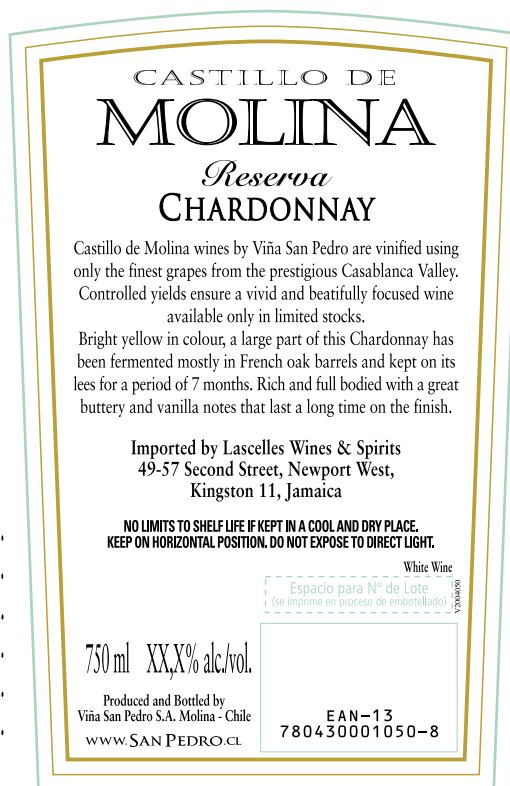 CASTILLO DE
MOLINA
Reserva
CHARDONNAY
Castillo de Molina wines by Viña San Pedro are vinified using
only the finest grapes from the prestigious Casablanca Valley.
Controlled yields ensure a vivid and beatifully focused wine
available only in limited stocks.
Bright yellow in colour, a large part of this Chardonnay has
been fermented mostly in French oak barrels and kept on its
lees for a period of 7 months. Rich and full bodied with a great
buttery and vanilla notes that last a long time on the finish.
Imported by Lascelles Wines & Spirits
49-57 Second Street, Newport West,
Kingston 11, Jamaica
NO LIMITS TO SHELF LIFE IF KEPT IN A COOL AND DRY PLACE.
KEEP ON HORIZONTAL POSITION. DO NOT EXPOSE TO DIRECT LIGHT.
White Wine
Espacio para Nº de Lote
(se imprime en proceso de embotellado)
V2004050
750 ml XX,X% alc./vol.
Produced and Bottled by
Viña San Pedro S.A. Molina - Chile
WWW.SAN PEDRO.CL
EAN-13
780430001050-8